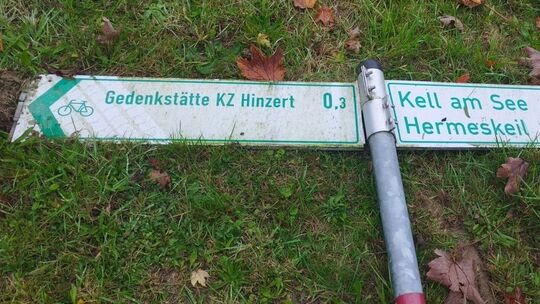 Gedenkstätte KZ Hinzert 0,3
Kell am See
Hermeskeil